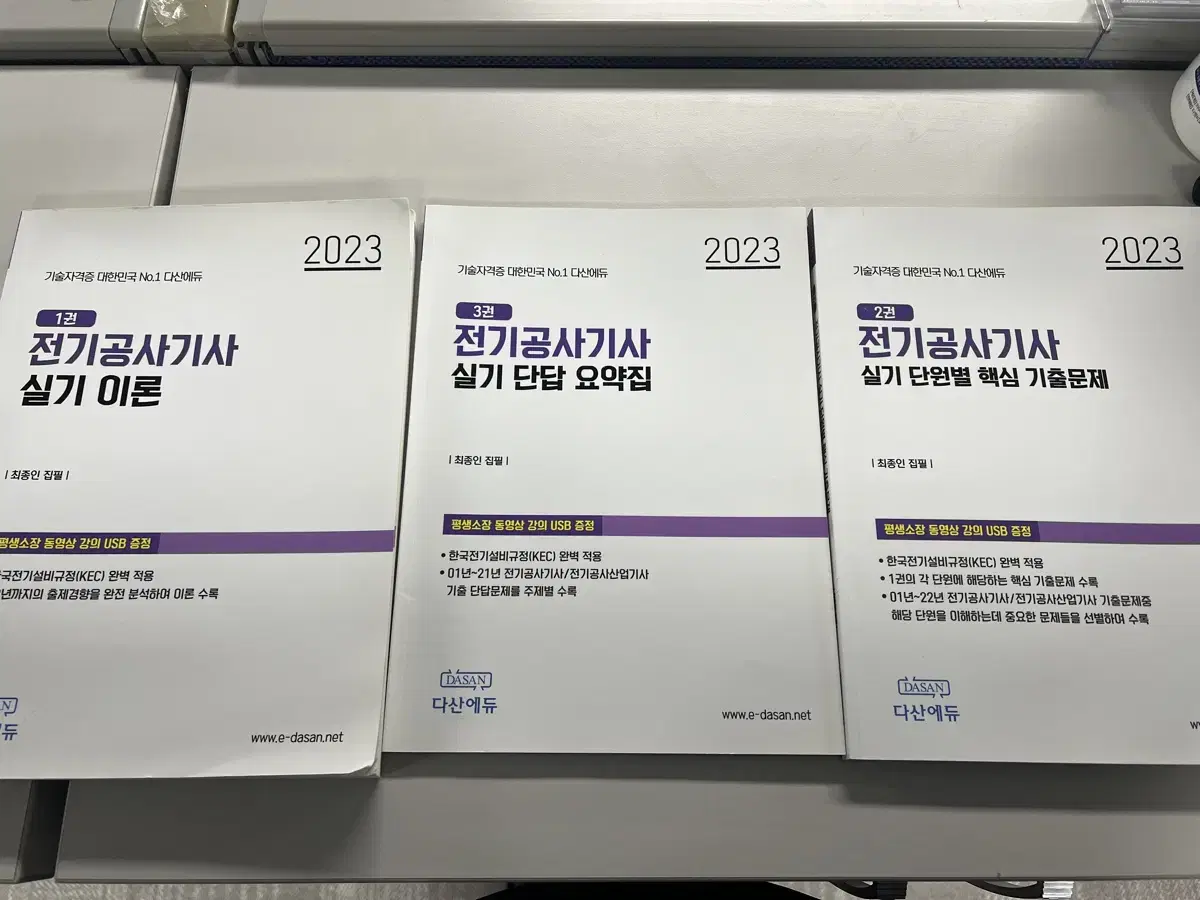 2023
기술자격증 대한민국 No.1 다산에듀
1권
전기공사기사
실기 이론
| 최종인 집필 |
평생소장 동영상 강의 USB 증정
국전기설비규정(KEC) 완벽 적용
년까지의 출제경향을 완전 분석하여 이론 수록
에듀
www.e-dasan.net
2023
기술자격증 대한민국 No.1 다산에듀
3권
전기공사기사
실기 단답 요약집
| 최종인 집필 |
평생소장 동영상 강의 USB 증정
• 한국전기설비규정(KEC) 완벽 적용
• 01년~21년 전기공사기사/전기공사산업기사
기출 단답문제를 주제별 수록
DASAN
다산에듀
www.e-dasan.net
2023
기술자격증 대한민국 No.1 다산에듀
2권
전기공사기사
실기 단원별 핵심 기출문제
| 최종인 집필 |
평생소장 동영상 강의 USB 증정
• 한국전기설비규정(KEC) 완벽 적용
• 1권의 각 단원에 해당하는 핵심 기출문제 수록
• 01년~22년 전기공사기사/전기공사산업기사 기출문제중
해당 단원을 이해하는데 중요한 문제들을 선별하여 수록
DASAN
다산에듀